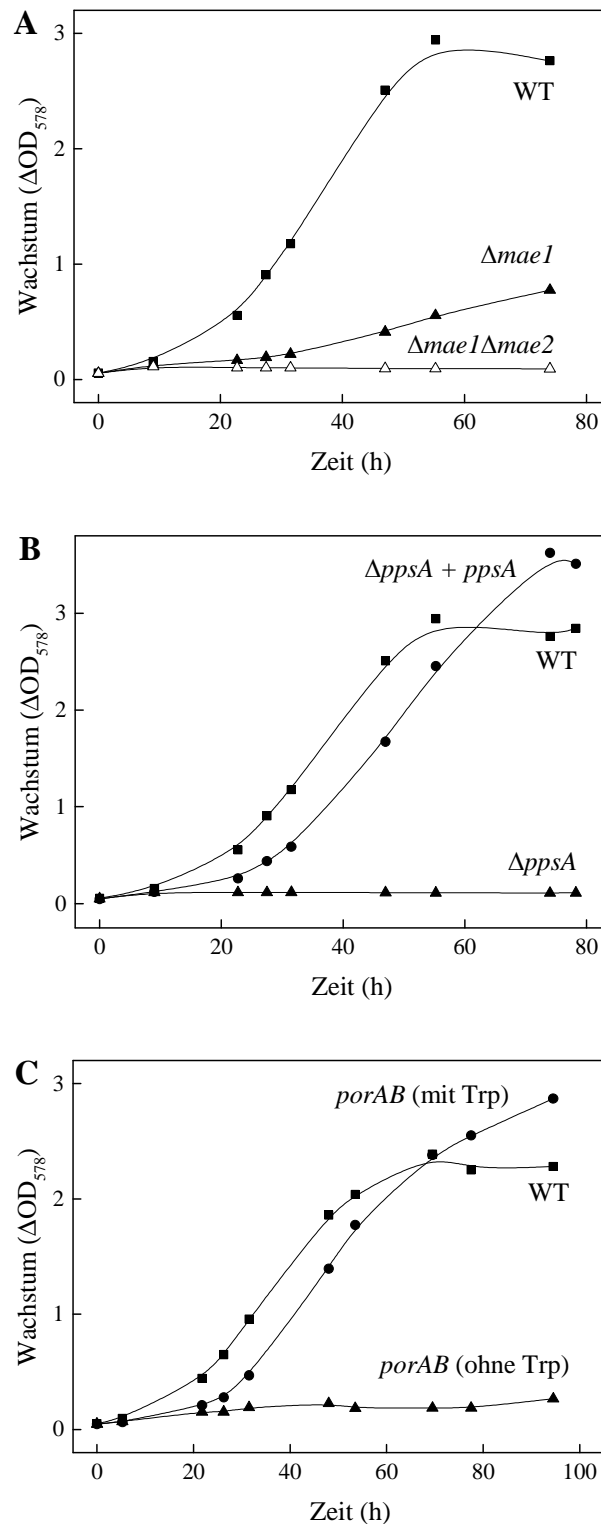 A
3
2
1
0
Wachstum (ΔOD₅₇₈)
WT
Δmae1
Δmae1Δmae2
0 20 40 60 80
Zeit (h)
B
3
2
1
0
Wachstum (ΔOD₅₇₈)
ΔppsA + ppsA
WT
ΔppsA
0 20 40 60 80
Zeit (h)
C
3
2
1
0
Wachstum (ΔOD₅₇₈)
porAB (mit Trp)
WT
porAB (ohne Trp)
0 20 40 60 80 100
Zeit (h)